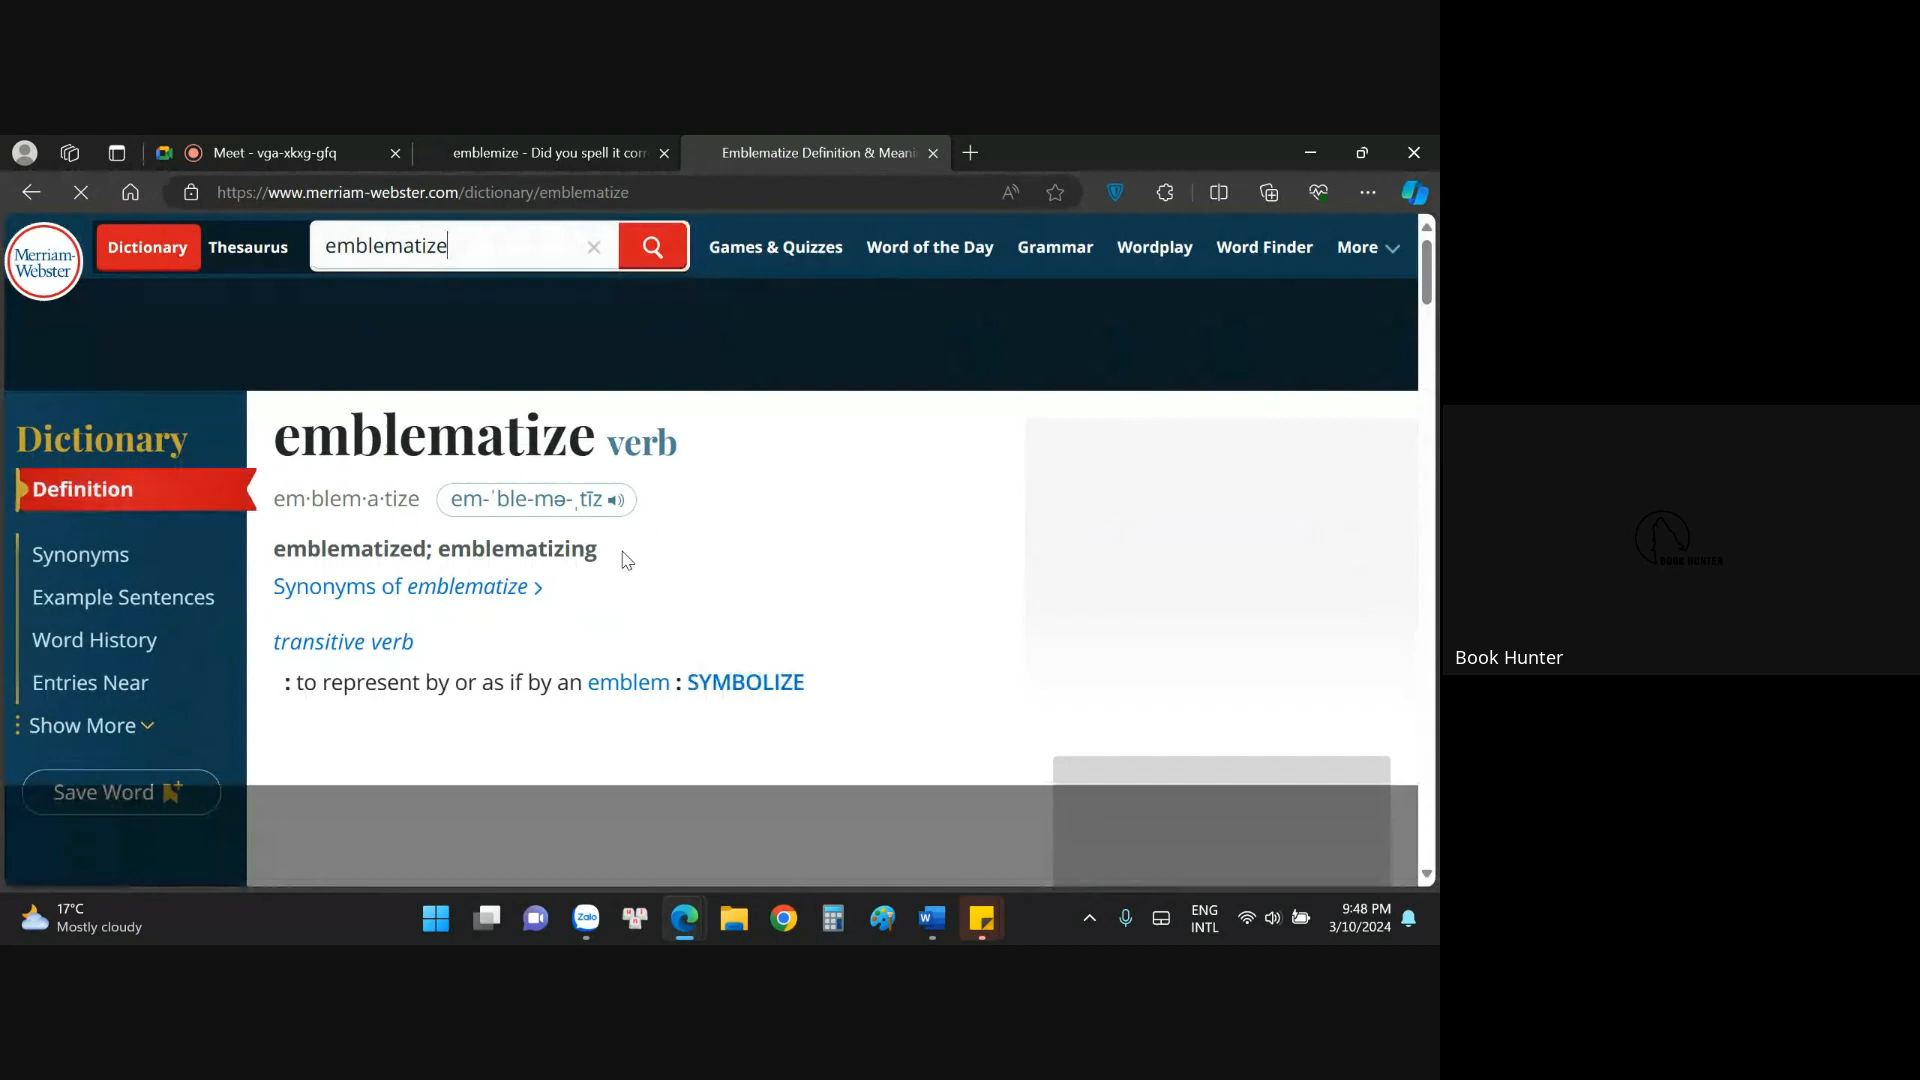 Meet - vga-xkxg-gfq
emblemize - Did you spell it corr
Emblematize Definition & Meani
https://www.merriam-webster.com/dictionary/emblematize
Merriam-
Webster
Dictionary
Thesaurus
emblematize
Games & Quizzes
Word of the Day
Grammar
Wordplay
Word Finder
More
Dictionary
Definition
Synonyms
Example Sentences
Word History
Entries Near
Show More
Save Word
emblematize verb
em·blem·a·tize em-ˈble-mə-ˌtīz
emblematized; emblematizing
Synonyms of emblematize
transitive verb
: to represent by or as if by an emblem : SYMBOLIZE
BOOK HUNTER
Book Hunter
17°C
Mostly cloudy
Zalo
ENG
INTL
9:48 PM
3/10/2024